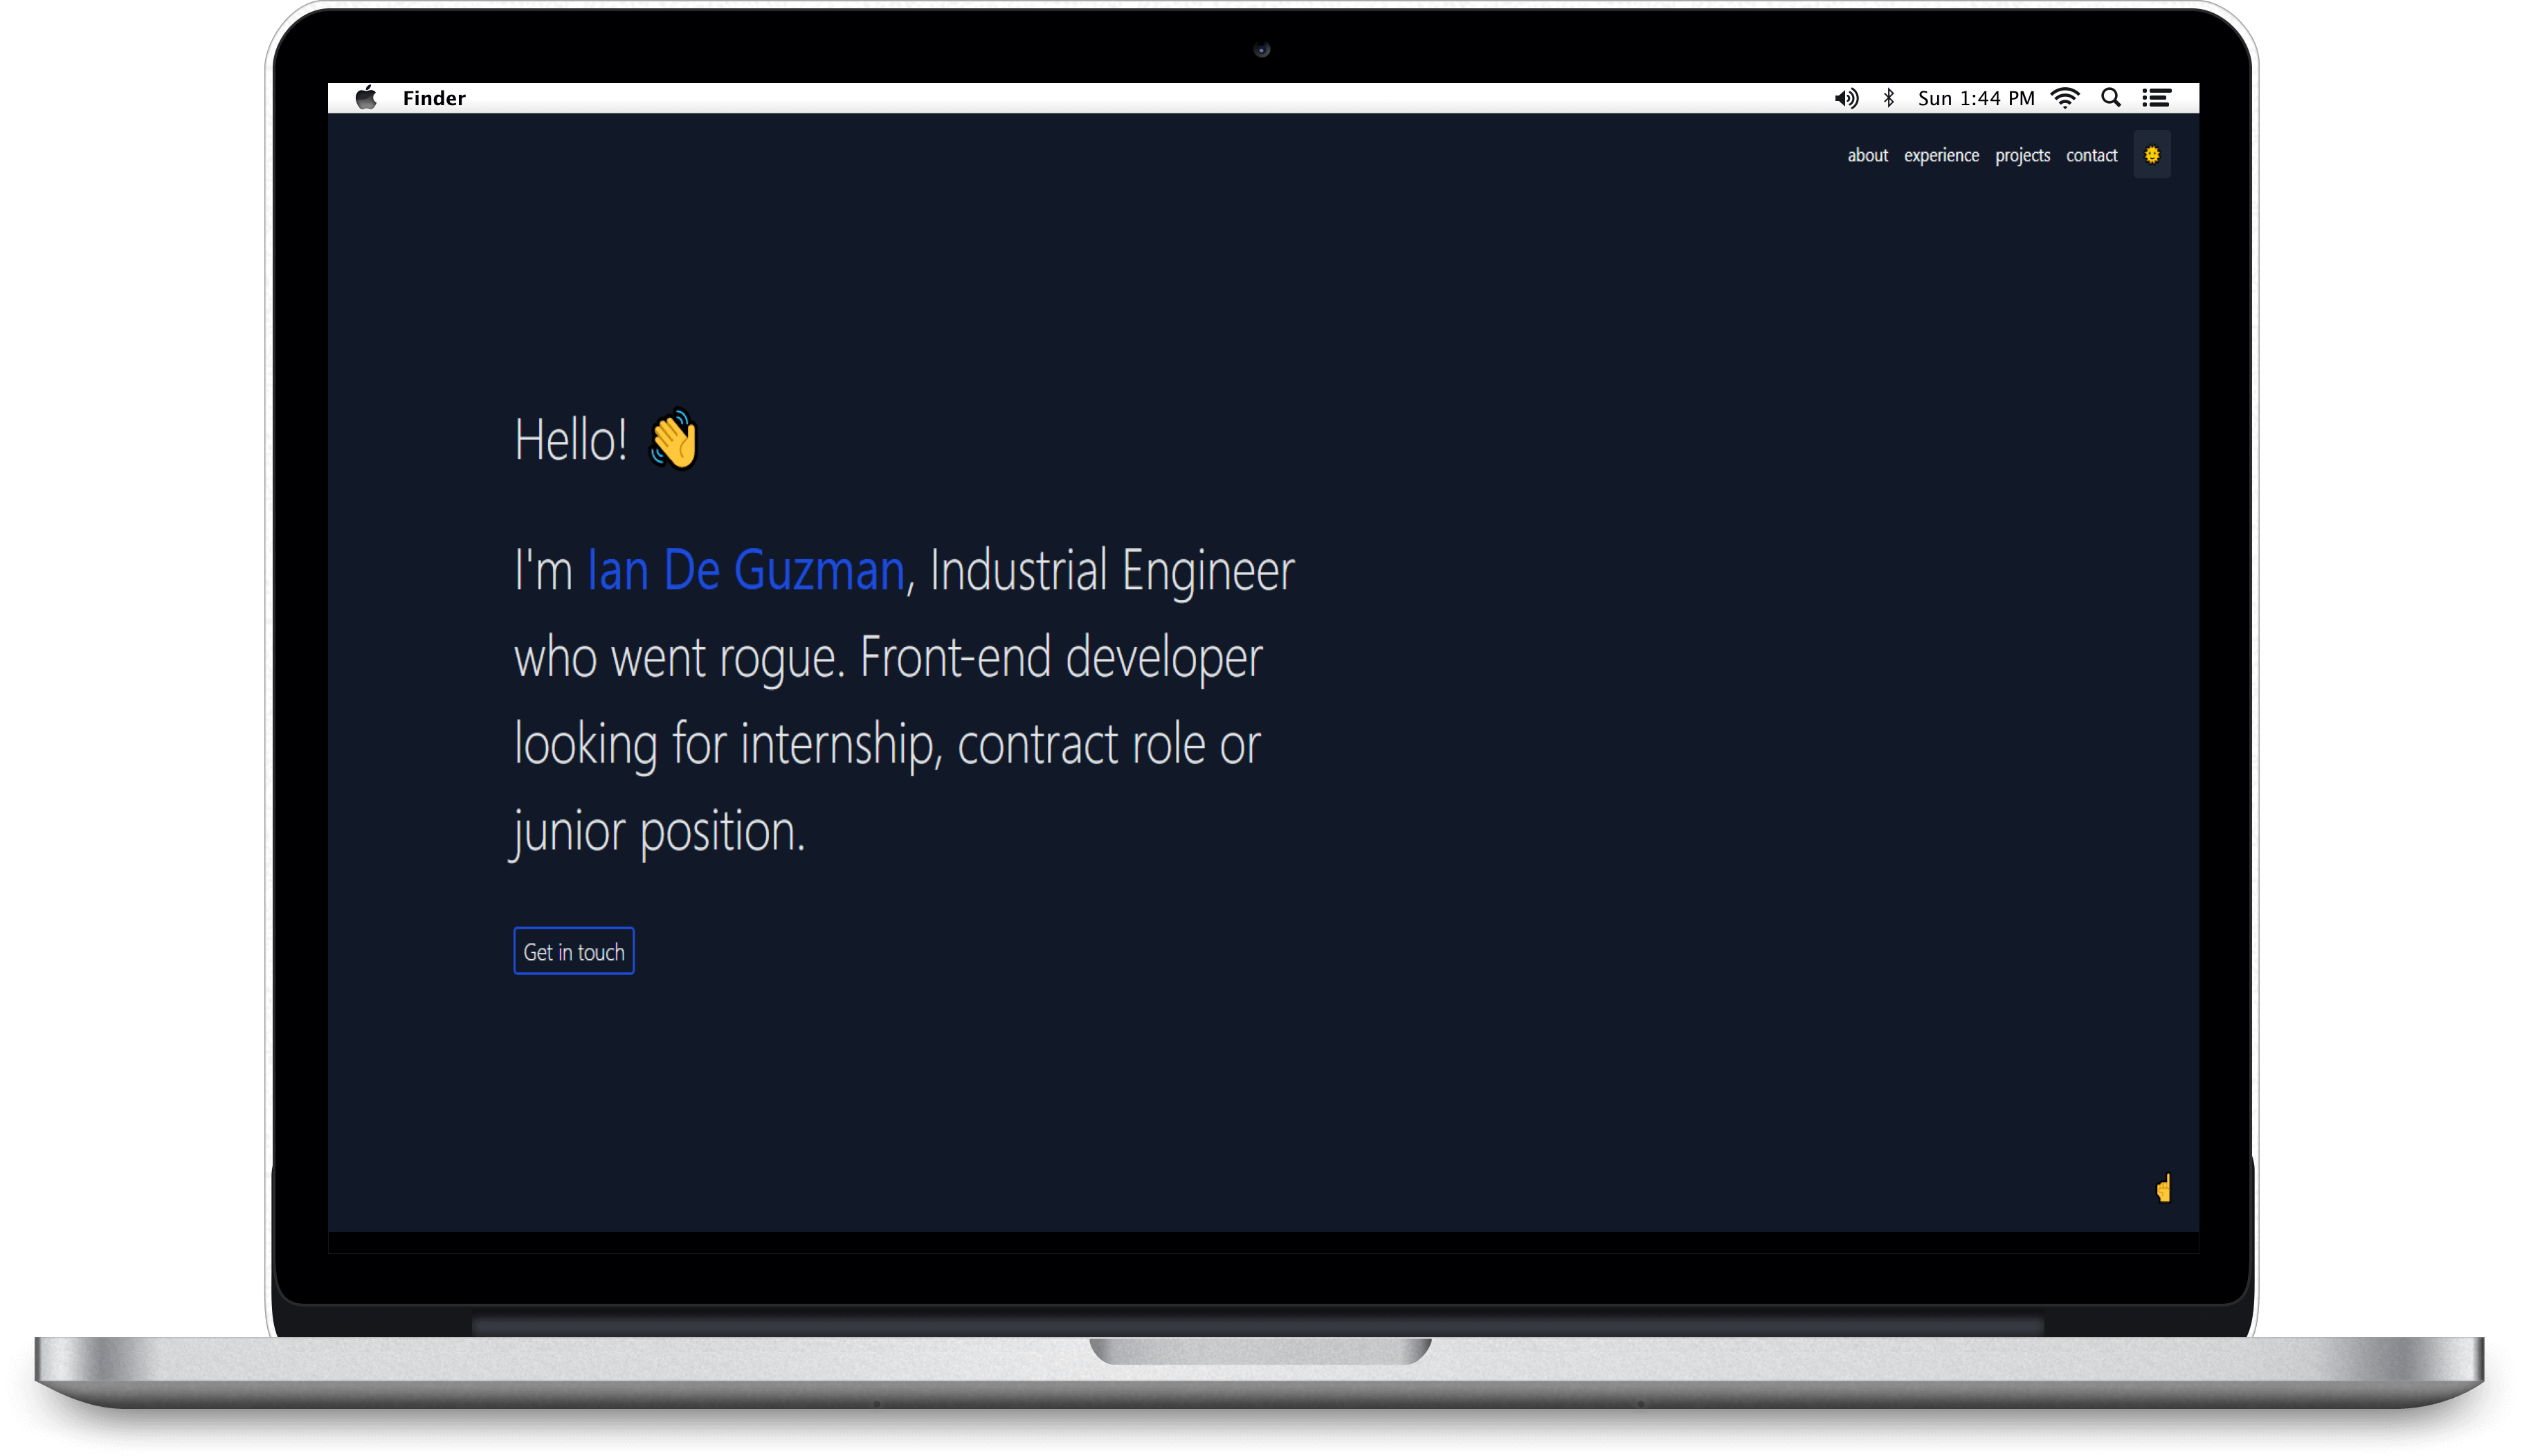 Finder
Sun 1:44 PM
about experience projects contact
Hello! 👋
I'm Ian De Guzman, Industrial Engineer
who went rogue. Front-end developer
looking for internship, contract role or
junior position.
Get in touch